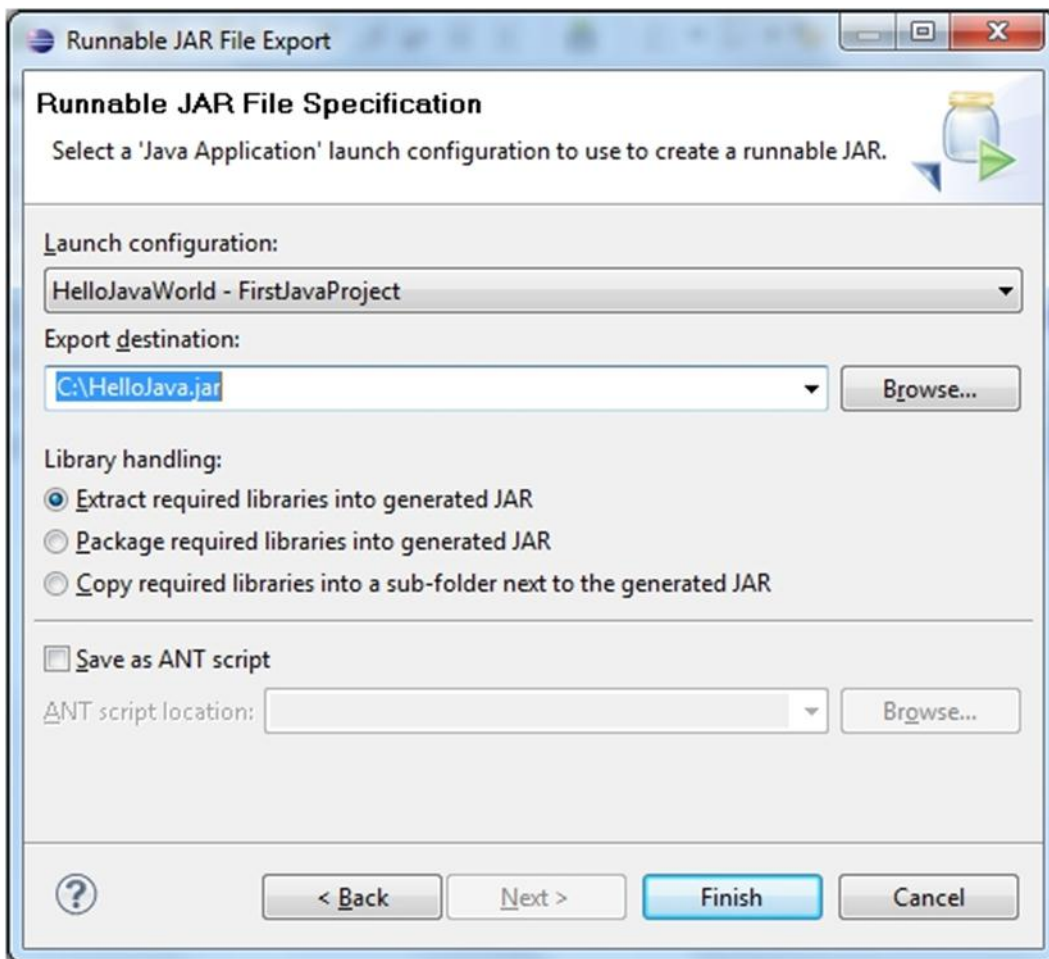 Runnable JAR File Export
Runnable JAR File Specification
Select a 'Java Application' launch configuration to use to create a runnable JAR.
Launch configuration:
HelloJavaWorld - FirstJavaProject
Export destination:
C:\HelloJava.jar
Browse...
Library handling:
Extract required libraries into generated JAR
Package required libraries into generated JAR
Copy required libraries into a sub-folder next to the generated JAR
Save as ANT script
ANT script location:
Browse...
?
< Back
Next >
Finish
Cancel